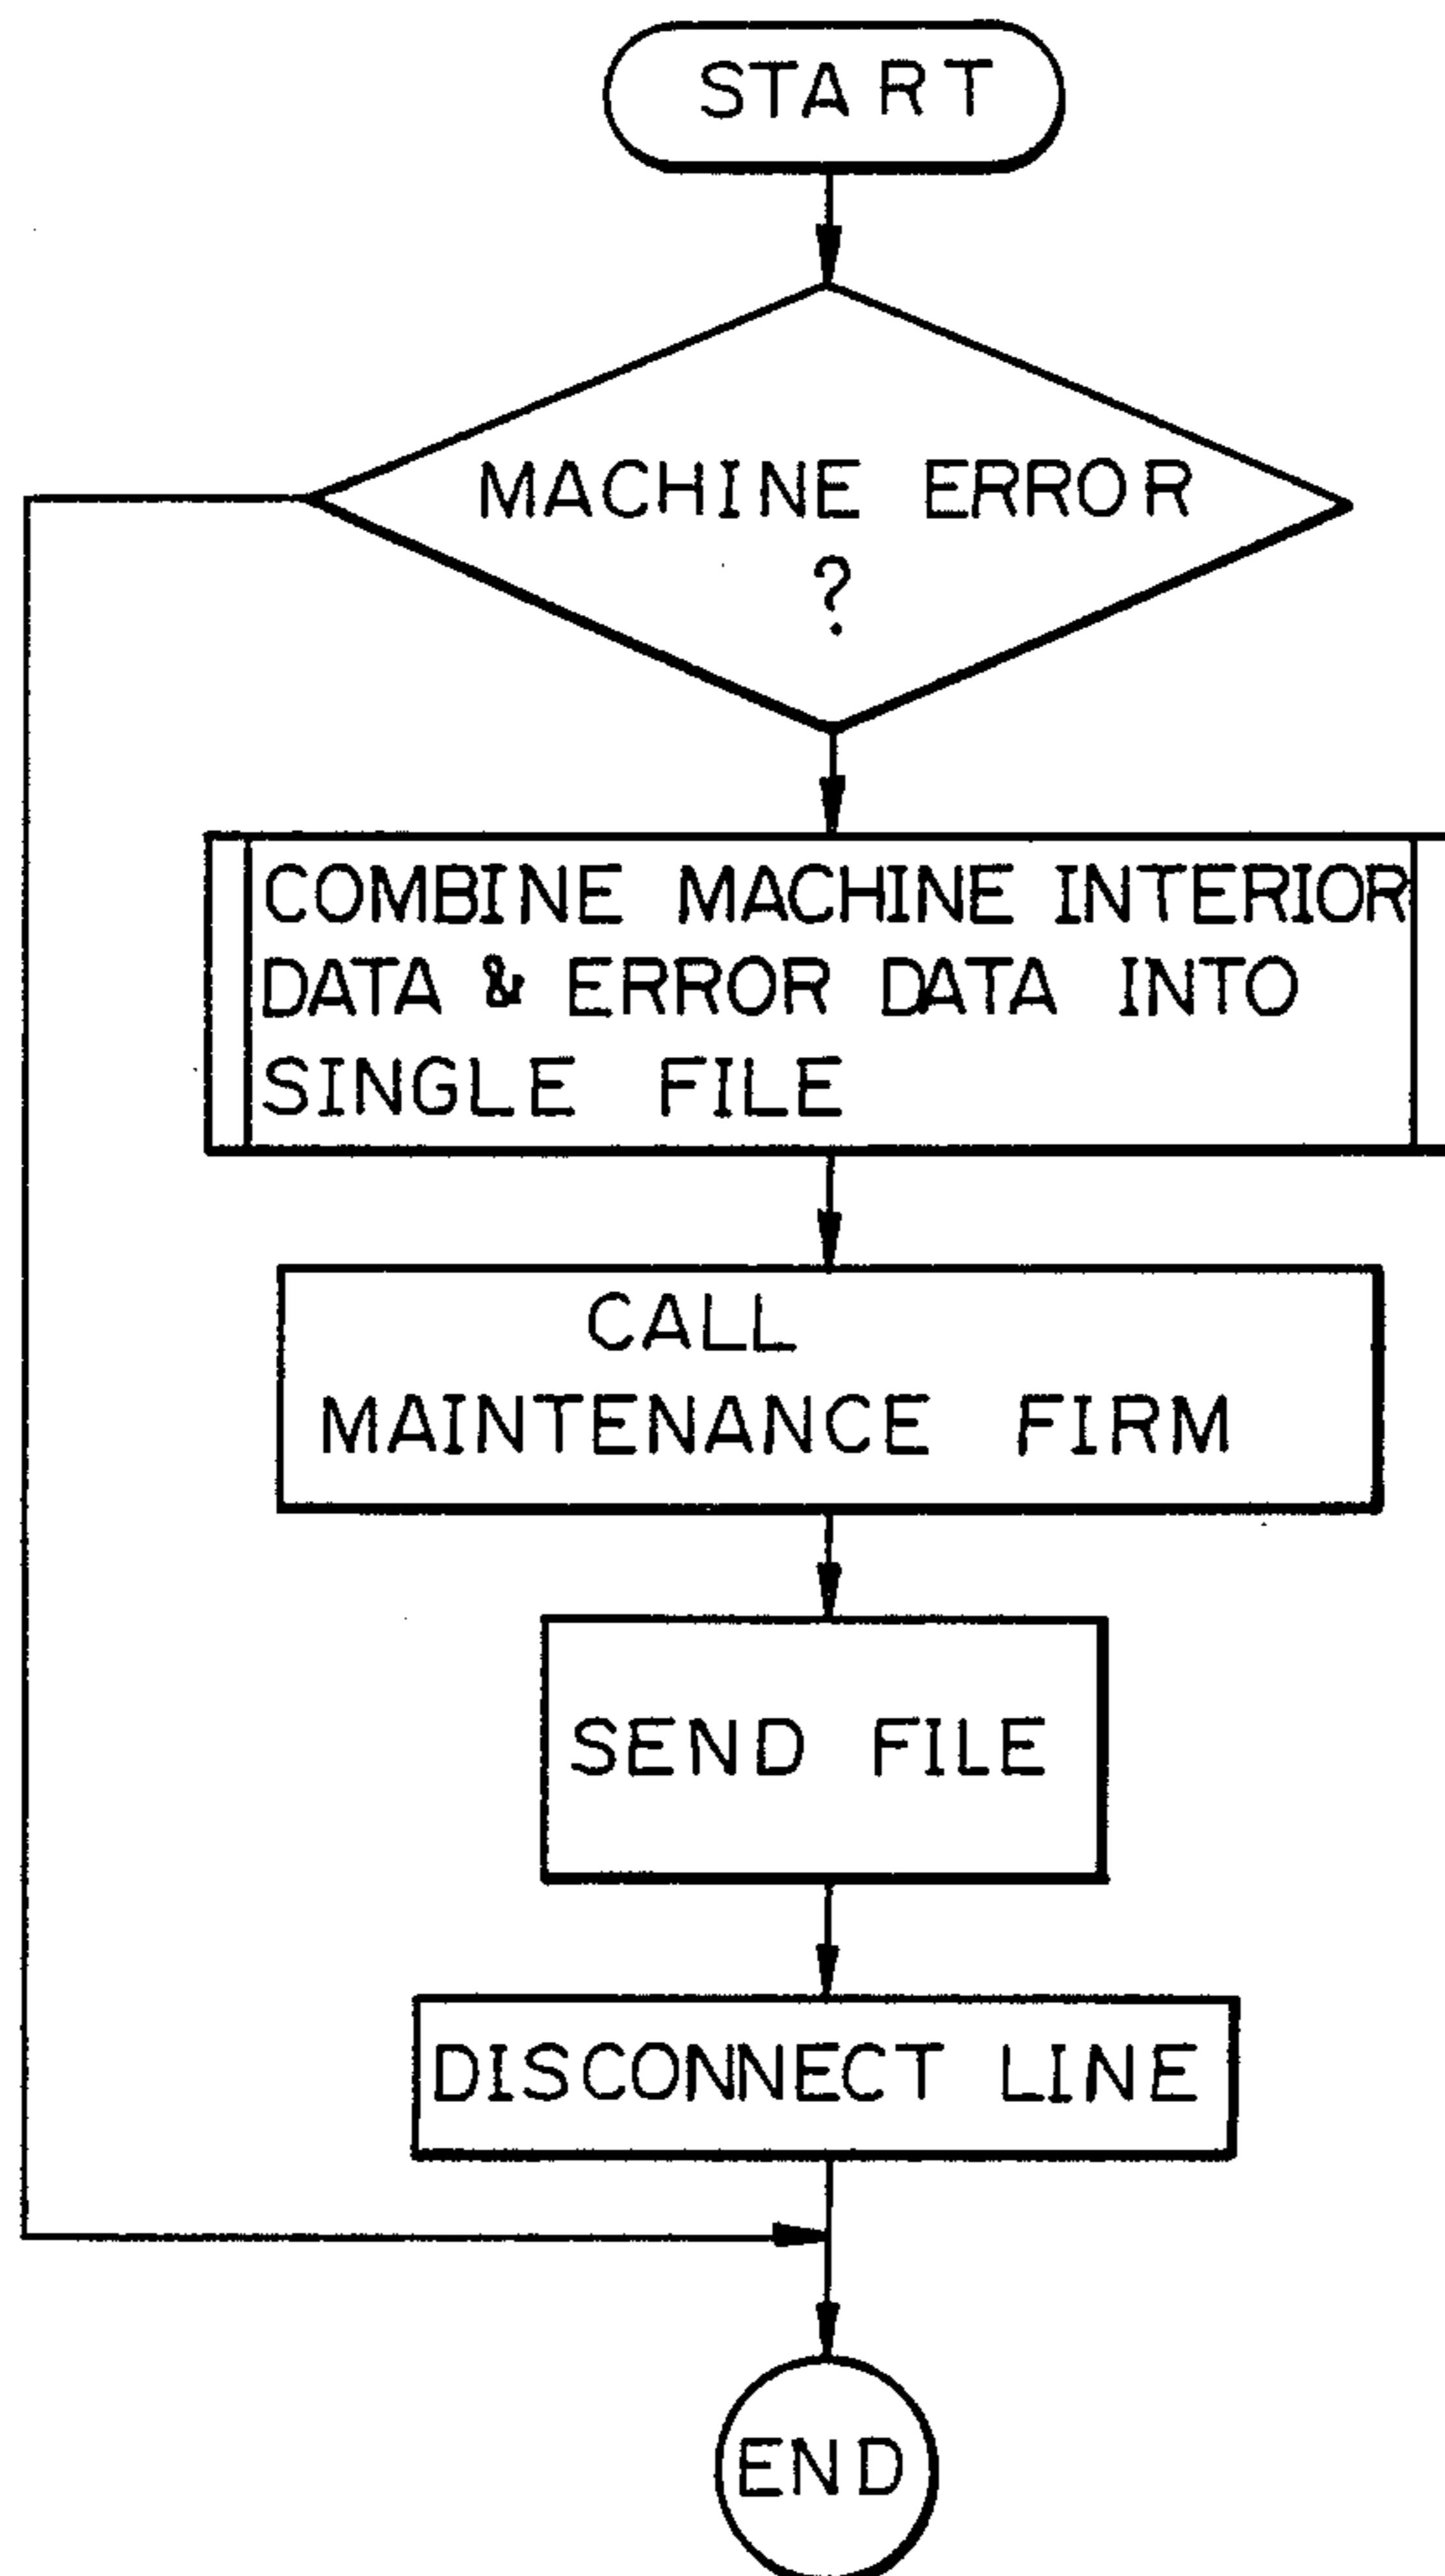 START
MACHINE ERROR
?
COMBINE MACHINE INTERIOR
DATA & ERROR DATA INTO
SINGLE FILE
CALL
MAINTENANCE FIRM
SEND FILE
DISCONNECT LINE
END